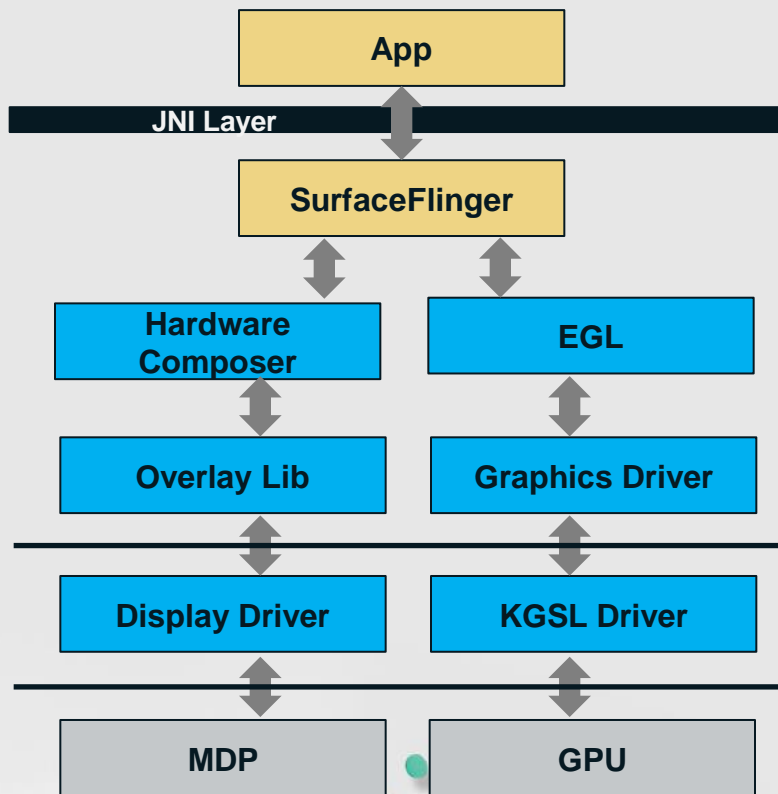 App
JNI Layer
SurfaceFlinger
Hardware
Composer
EGL
Overlay Lib
Graphics Driver
Display Driver
KGSL Driver
MDP
GPU